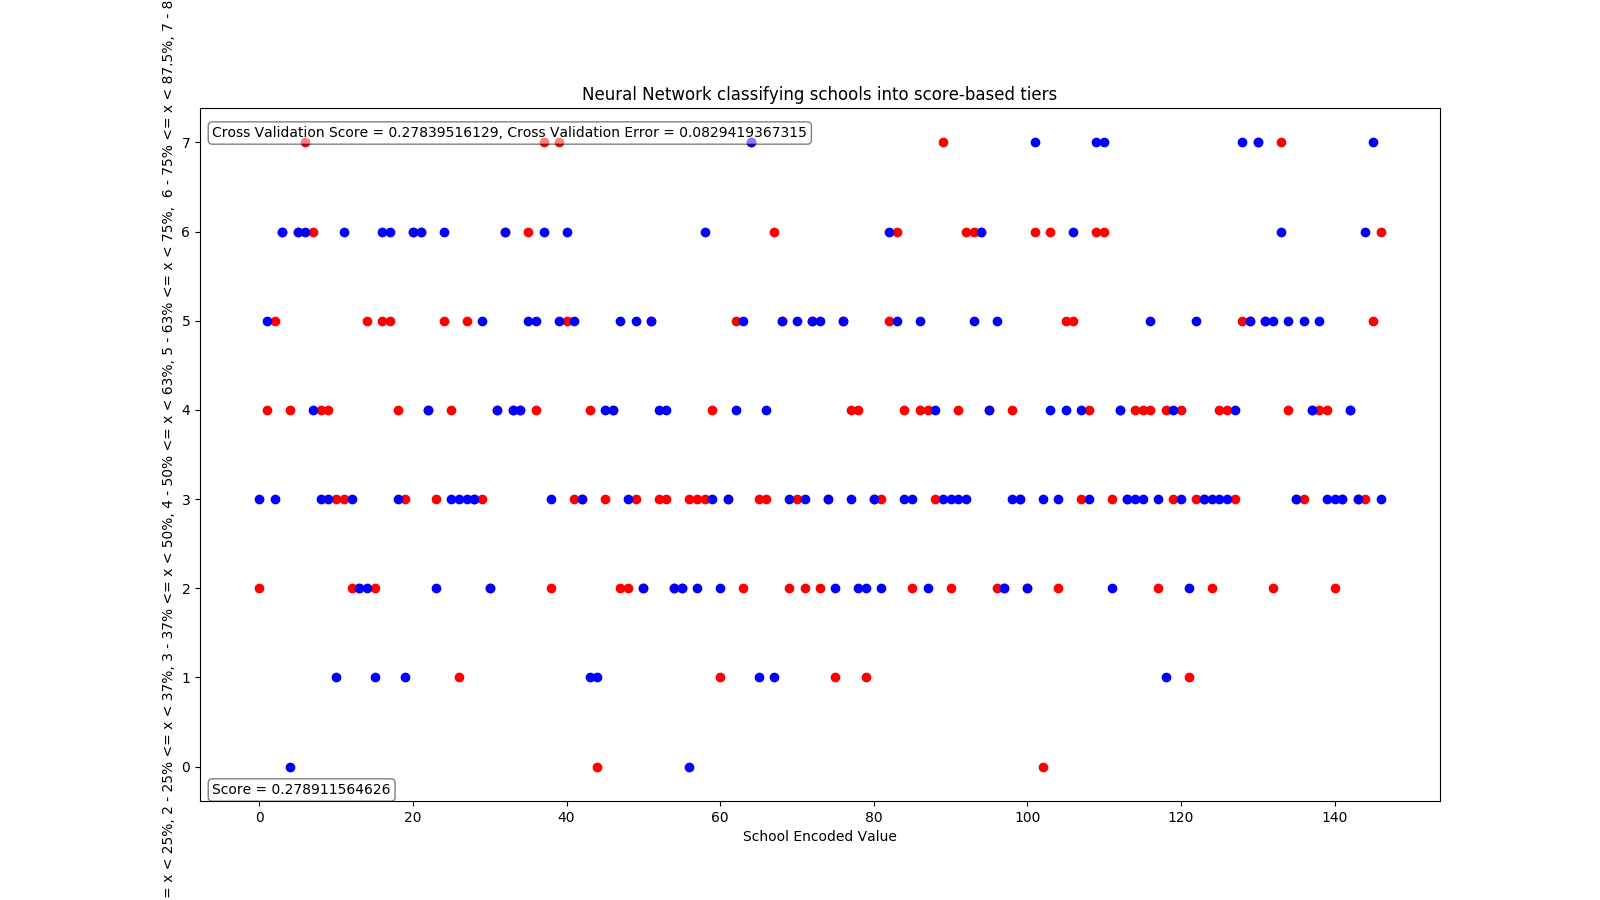 Neural Network classifying schools into score-based tiers
Cross Validation Score = 0.27839516129, Cross Validation Error = 0.0829419367315
= x < 25%, 2 - 25% <= x < 37%, 3 - 37% <= x < 50%, 4 - 50% <= x < 63%, 5 - 63% <= x < 75%,  6 - 75% <= x < 87.5%, 7 - 8
7
6
5
4
3
2
1
0
Score = 0.278911564626
0 20 40 60 80 100 120 140
School Encoded Value